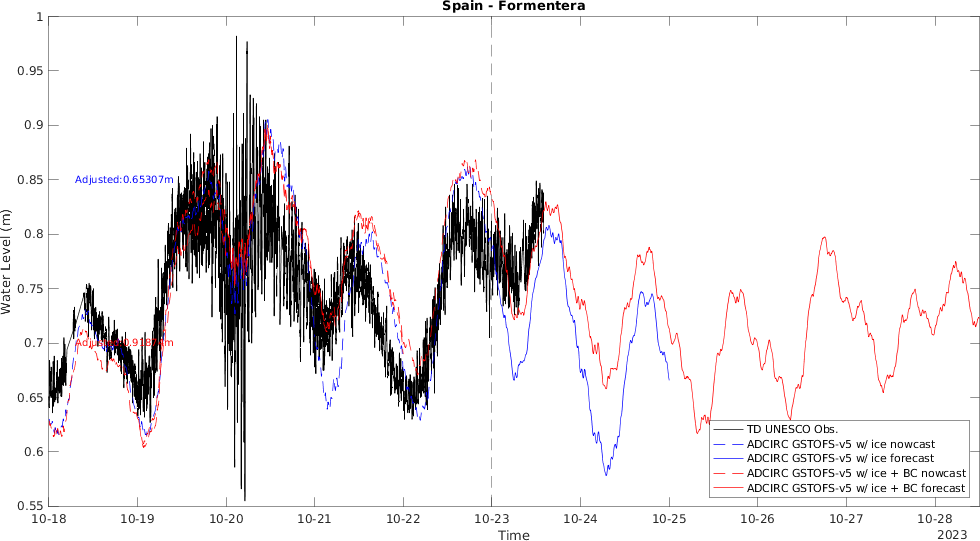 Spain - Formentera
Water Level (m)
1
0.95
0.9
0.85
0.8
0.75
0.7
0.65
0.6
0.55
Adjusted:0.65307m
TD UNESCO Obs.
ADCIRC GSTOFS-v5 w/ ice nowcast
ADCIRC GSTOFS-v5 w/ ice forecast
ADCIRC GSTOFS-v5 w/ ice + BC nowcast
ADCIRC GSTOFS-v5 w/ ice + BC forecast
10-18 10-19 10-20 10-21 10-22 10-23 10-24 10-25 10-26 10-27 10-28
Time
2023